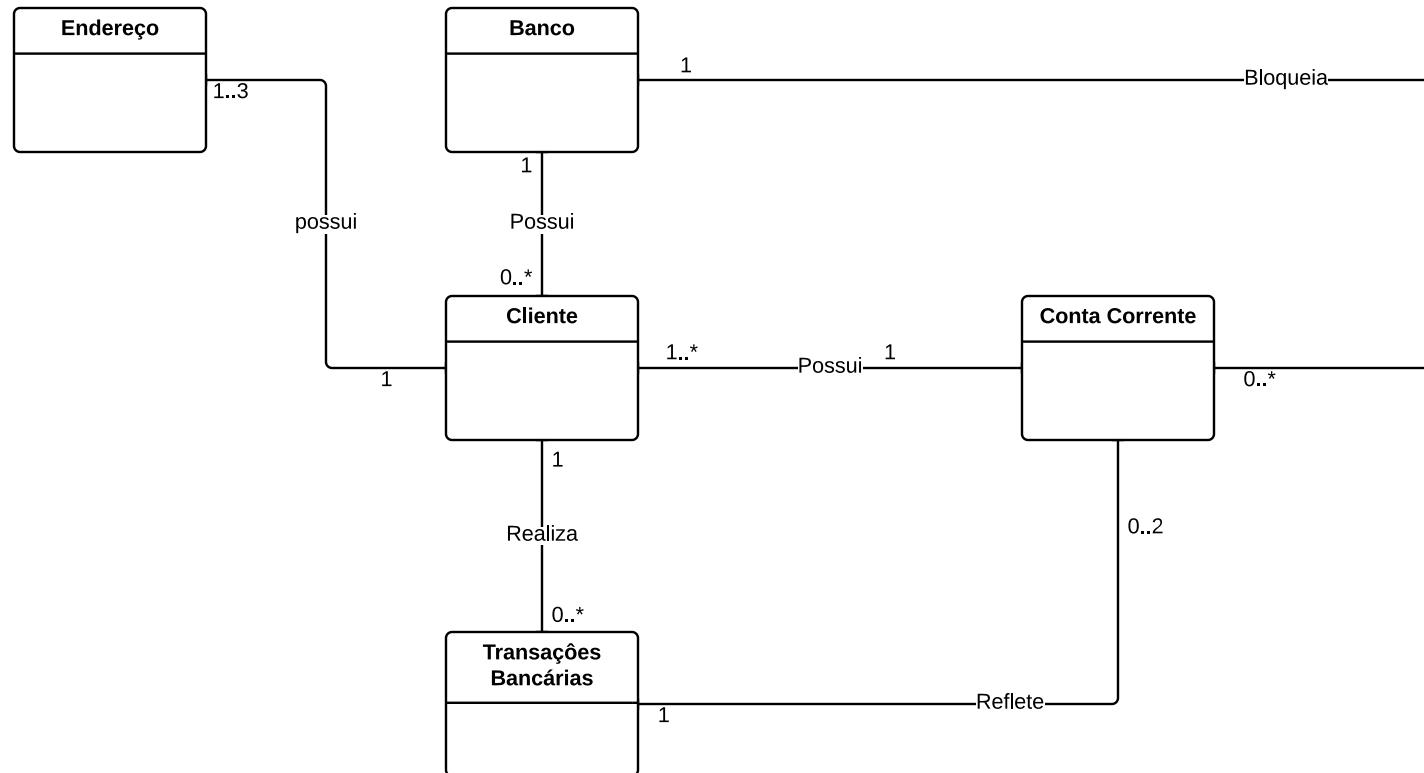 Endereço
Banco
1
Bloqueia
1..3
1
possui
Possui
0..*
Cliente
Conta Corrente
1..*
Possui
1
1
0..*
1
0..2
Realiza
0..*
Transaçôes
Bancárias
1
Reflete